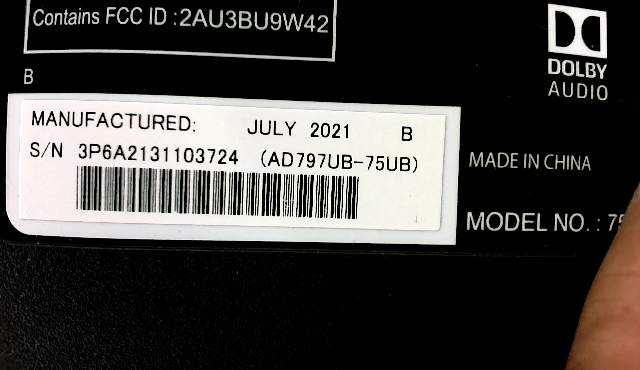 Contains FCC ID :2AU3BU9W42
DOLBY
AUDIO
B
MANUFACTURED: JULY 2021 B
S/N 3P6A2131103724 (AD797UB-75UB)
MADE IN CHINA
MODEL NO. :